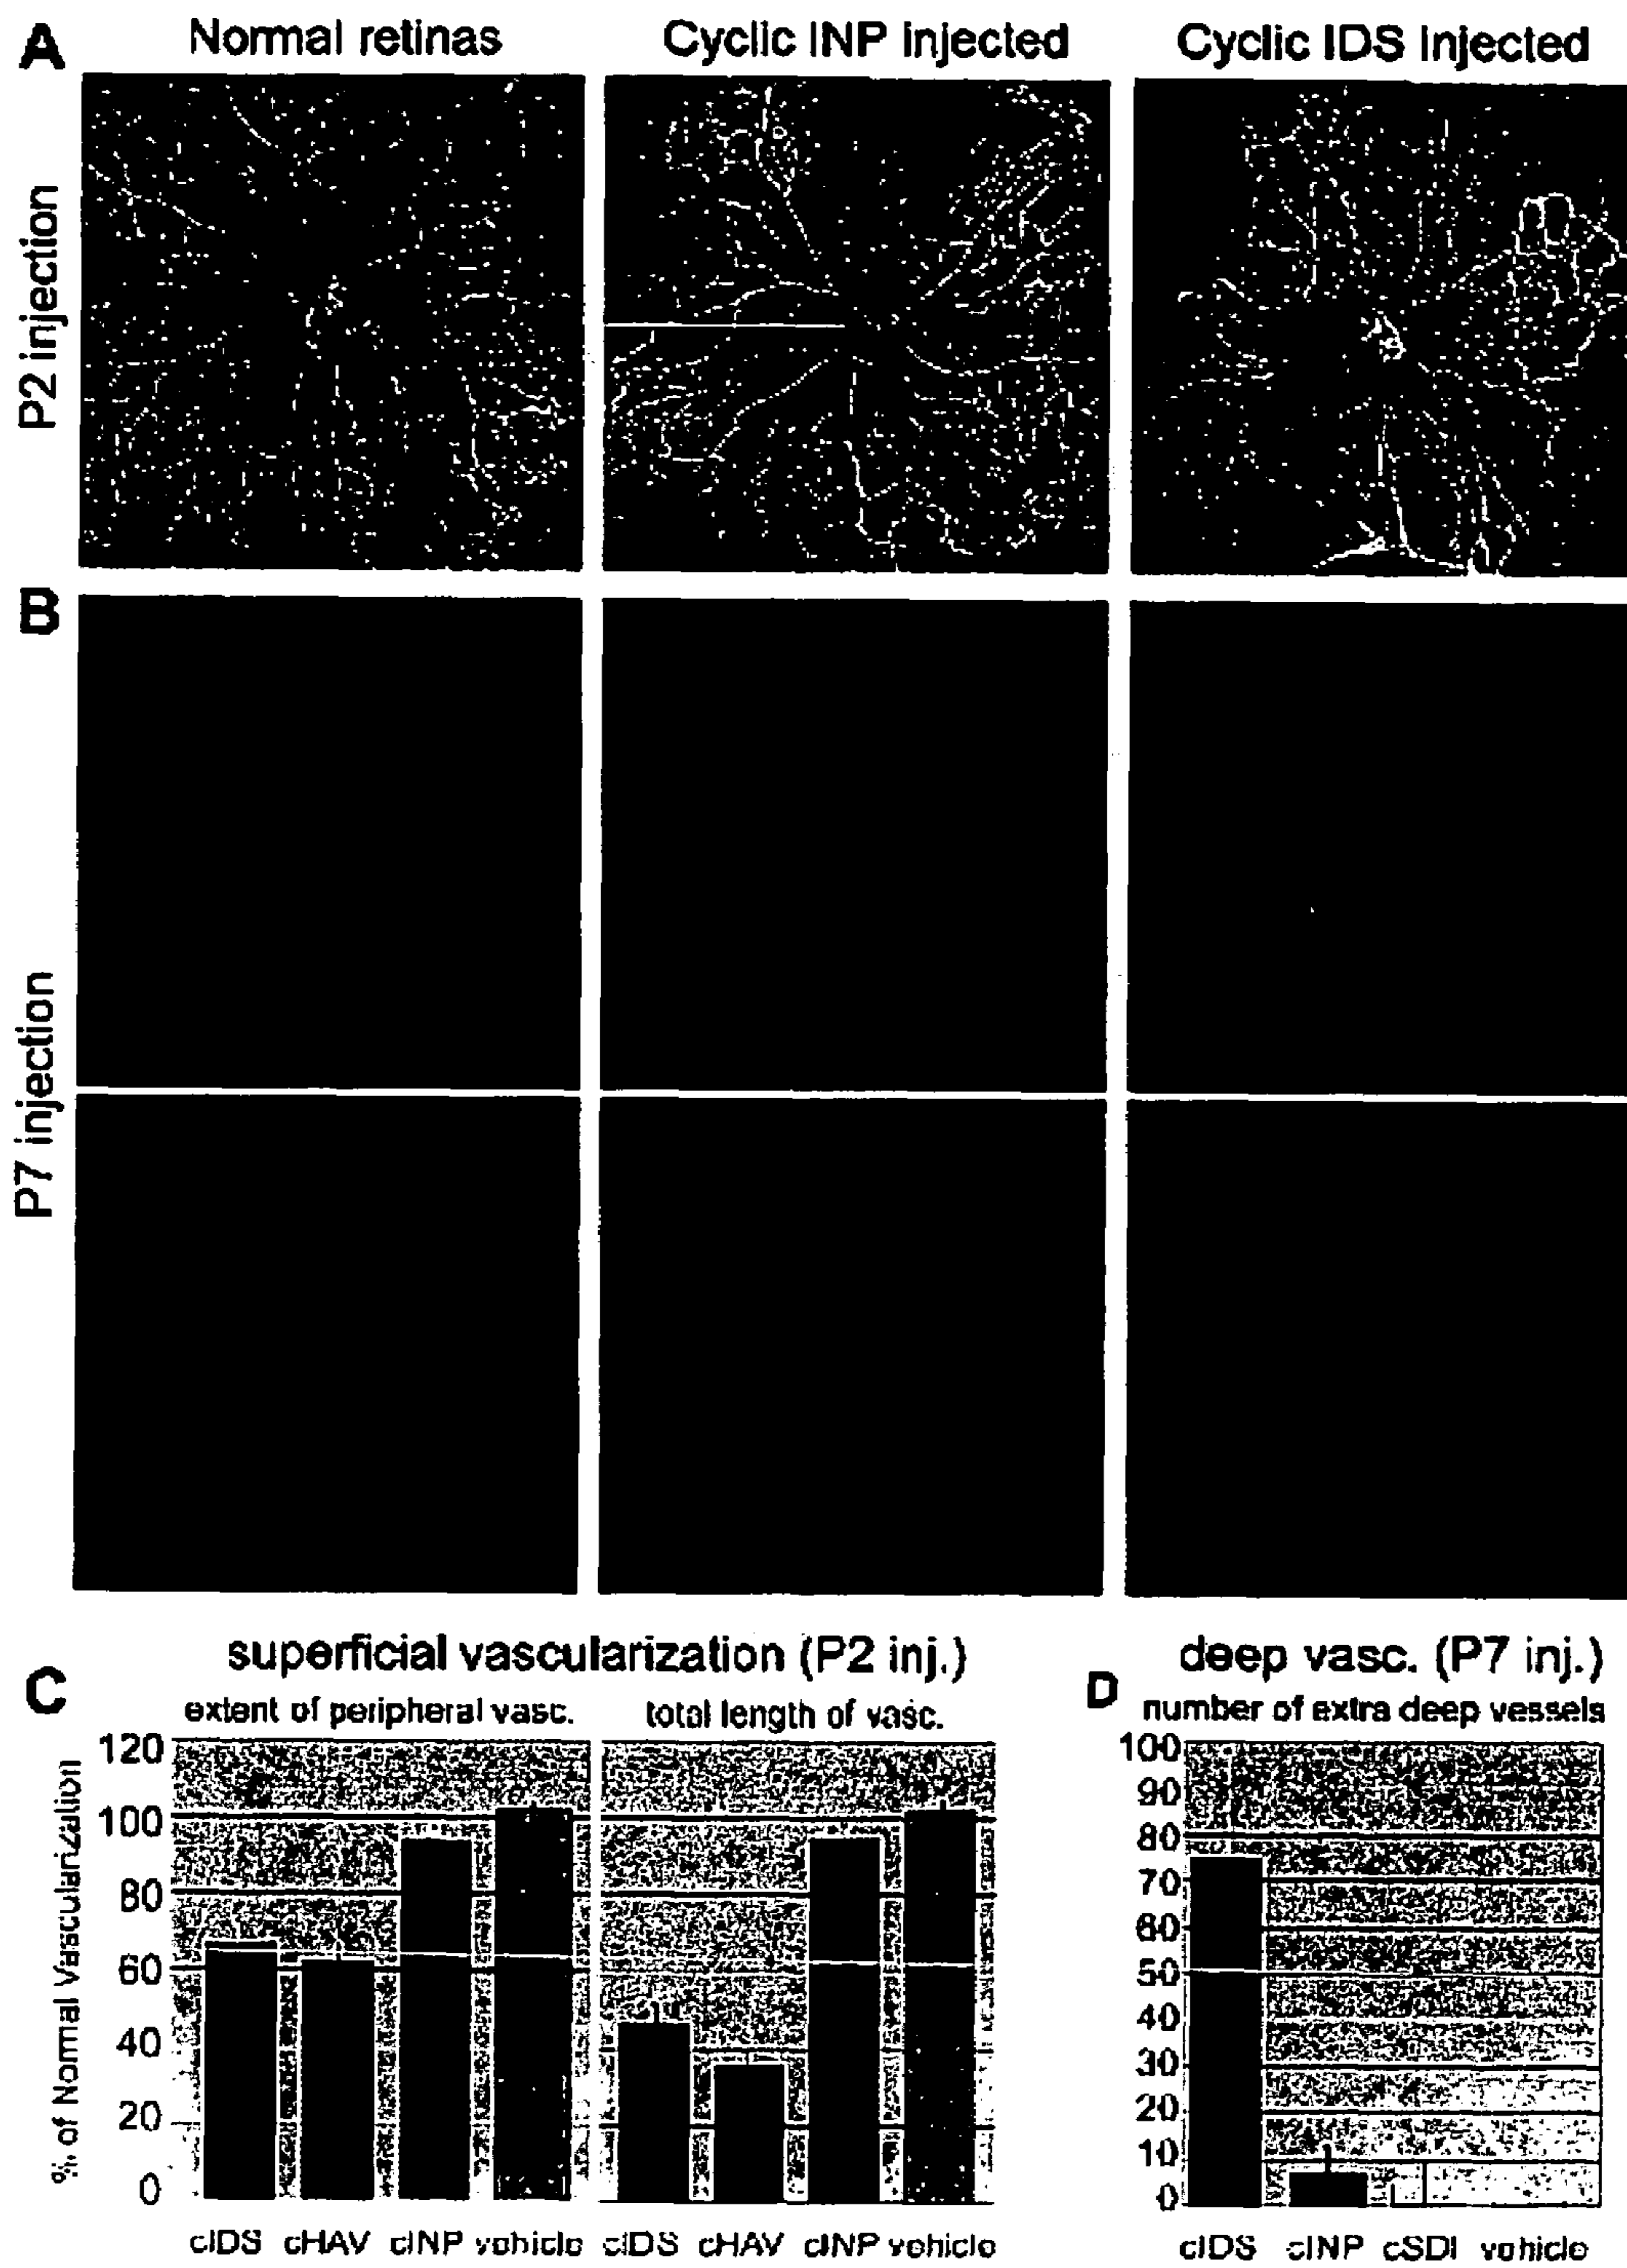 A
Normal retinas
Cyclic INP injected
Cyclic IDS injected
P2 injection
B
P7 injection
superficial vascularization (P2 inj.)
C
extent of peripheral vasc.
total length of vasc.
% of Normal Vascularization
120
100
80
60
40
20
0
cIDS cHAV cINP vehicle cIDS cHAV cINP vehicle
deep vasc. (P7 inj.)
D
number of extra deep vessels
100
90
80
70
60
50
40
30
20
10
0
cIDS cINP cSDI vehicle